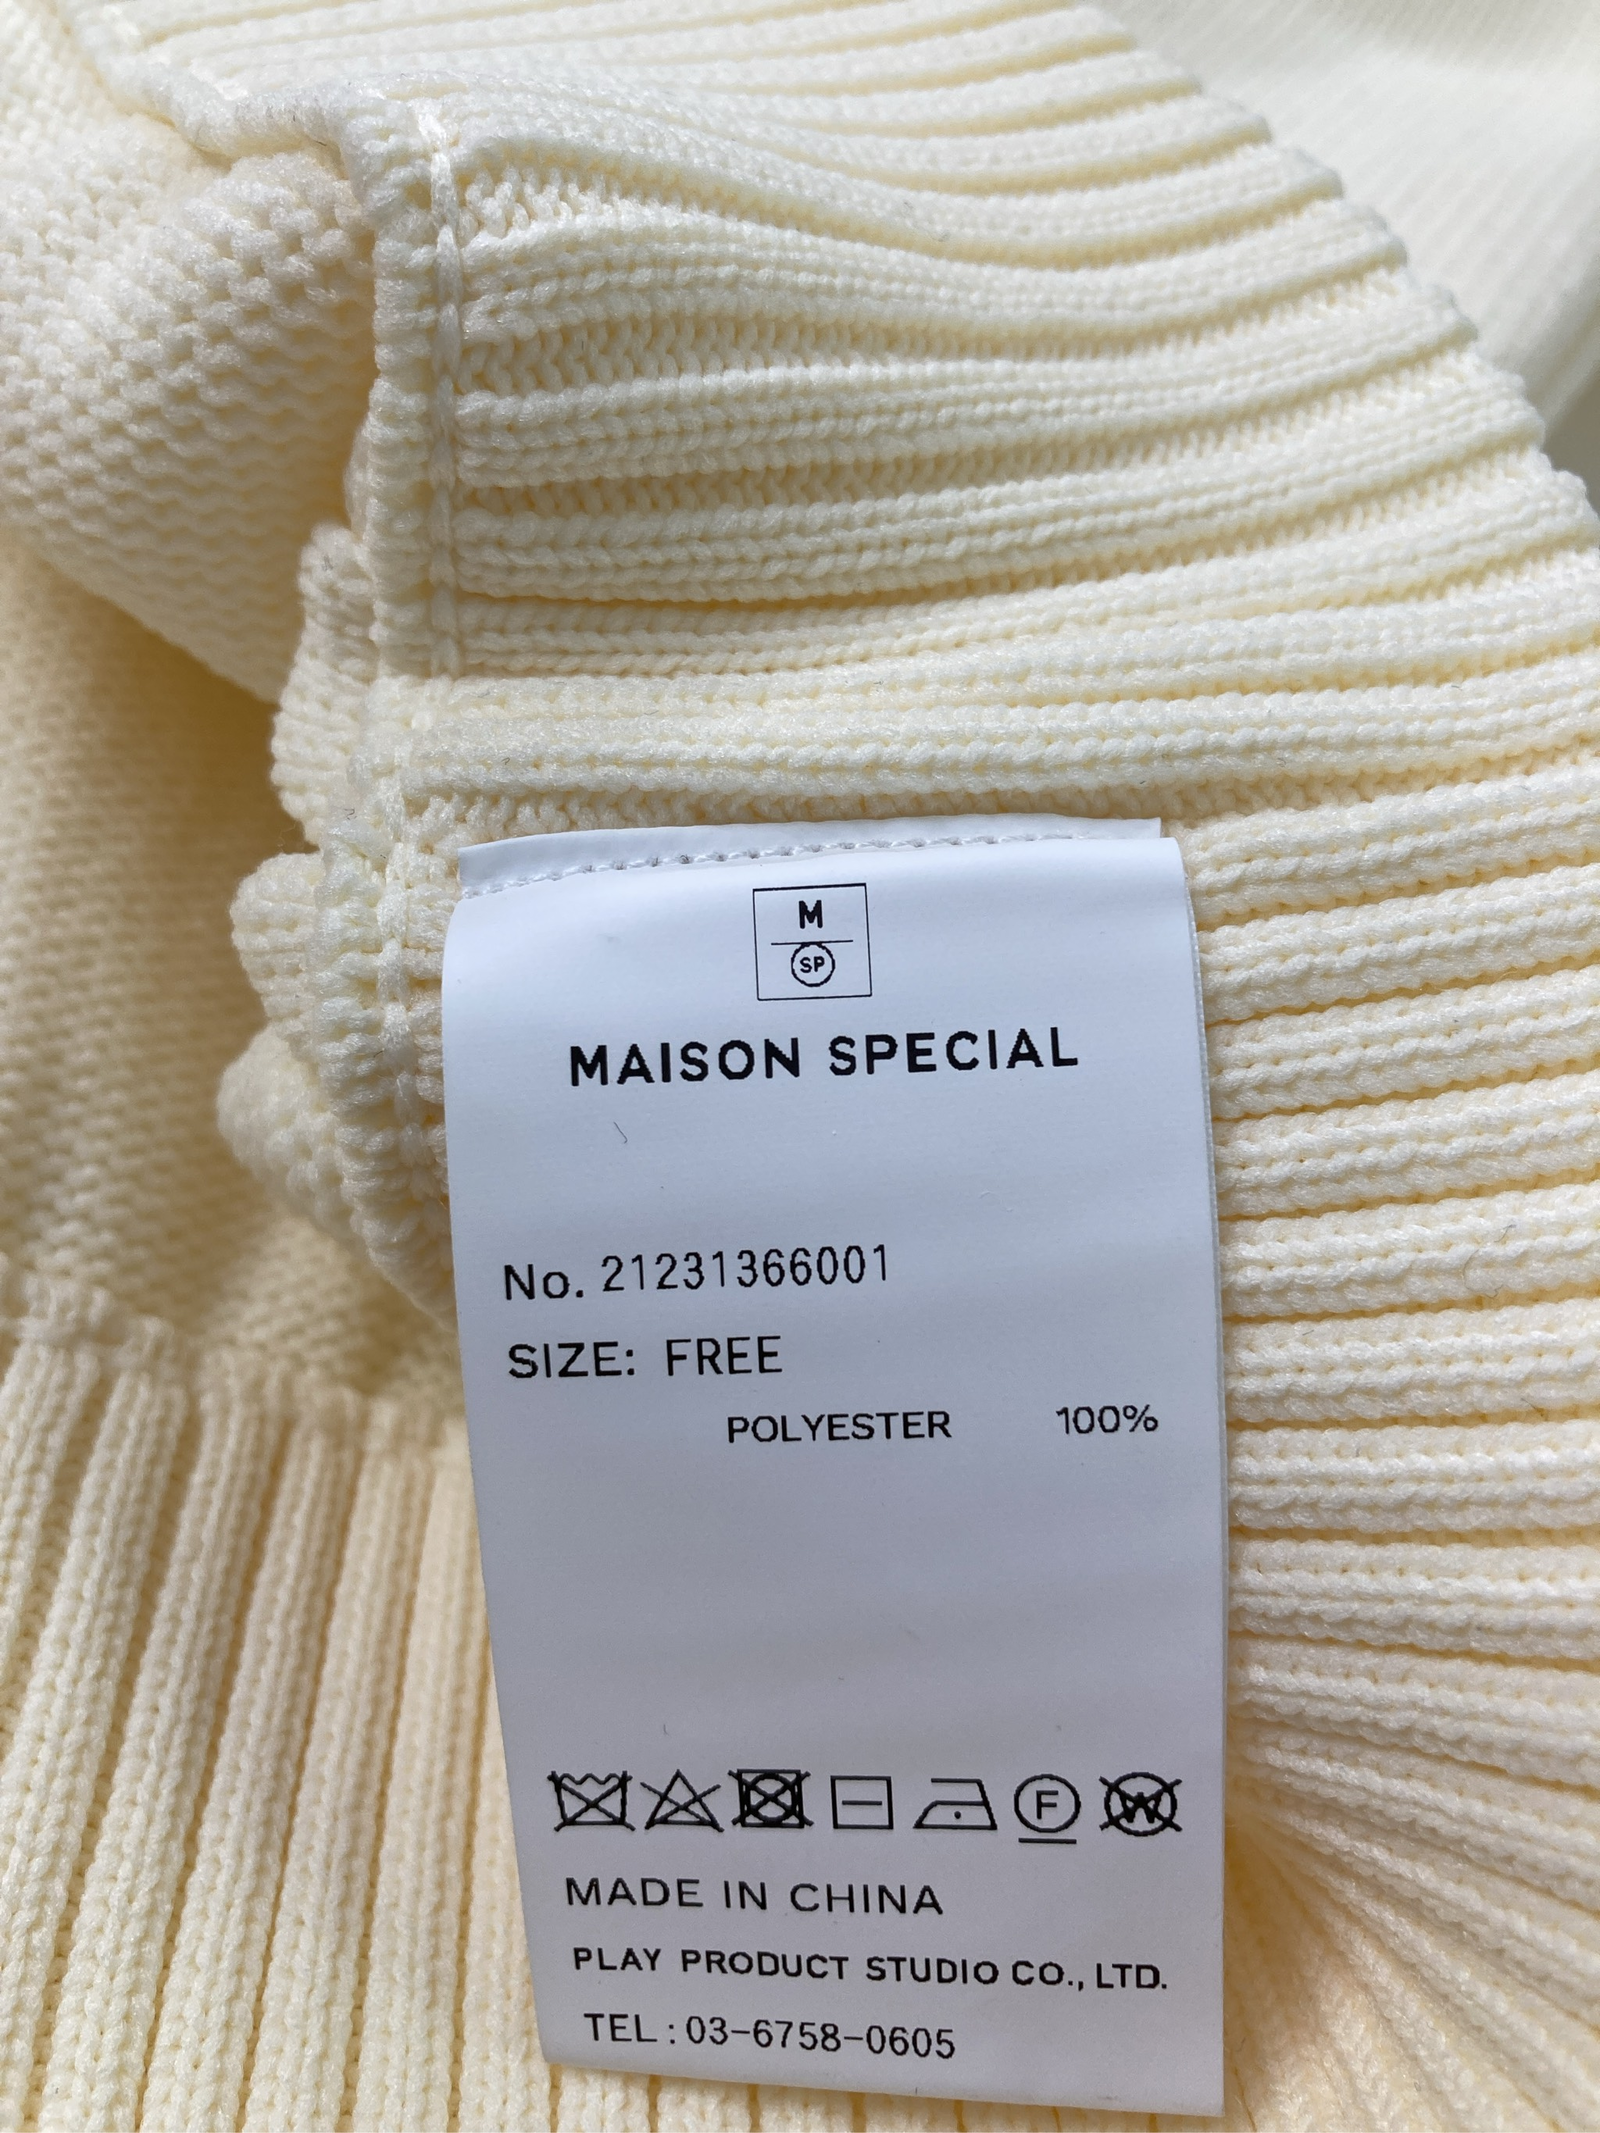 M
SP
MAISON SPECIAL
No. 21231366001
SIZE: FREE
POLYESTER 100%
F W
MADE IN CHINA
PLAY PRODUCT STUDIO CO., LTD.
TEL : 03-6758-0605